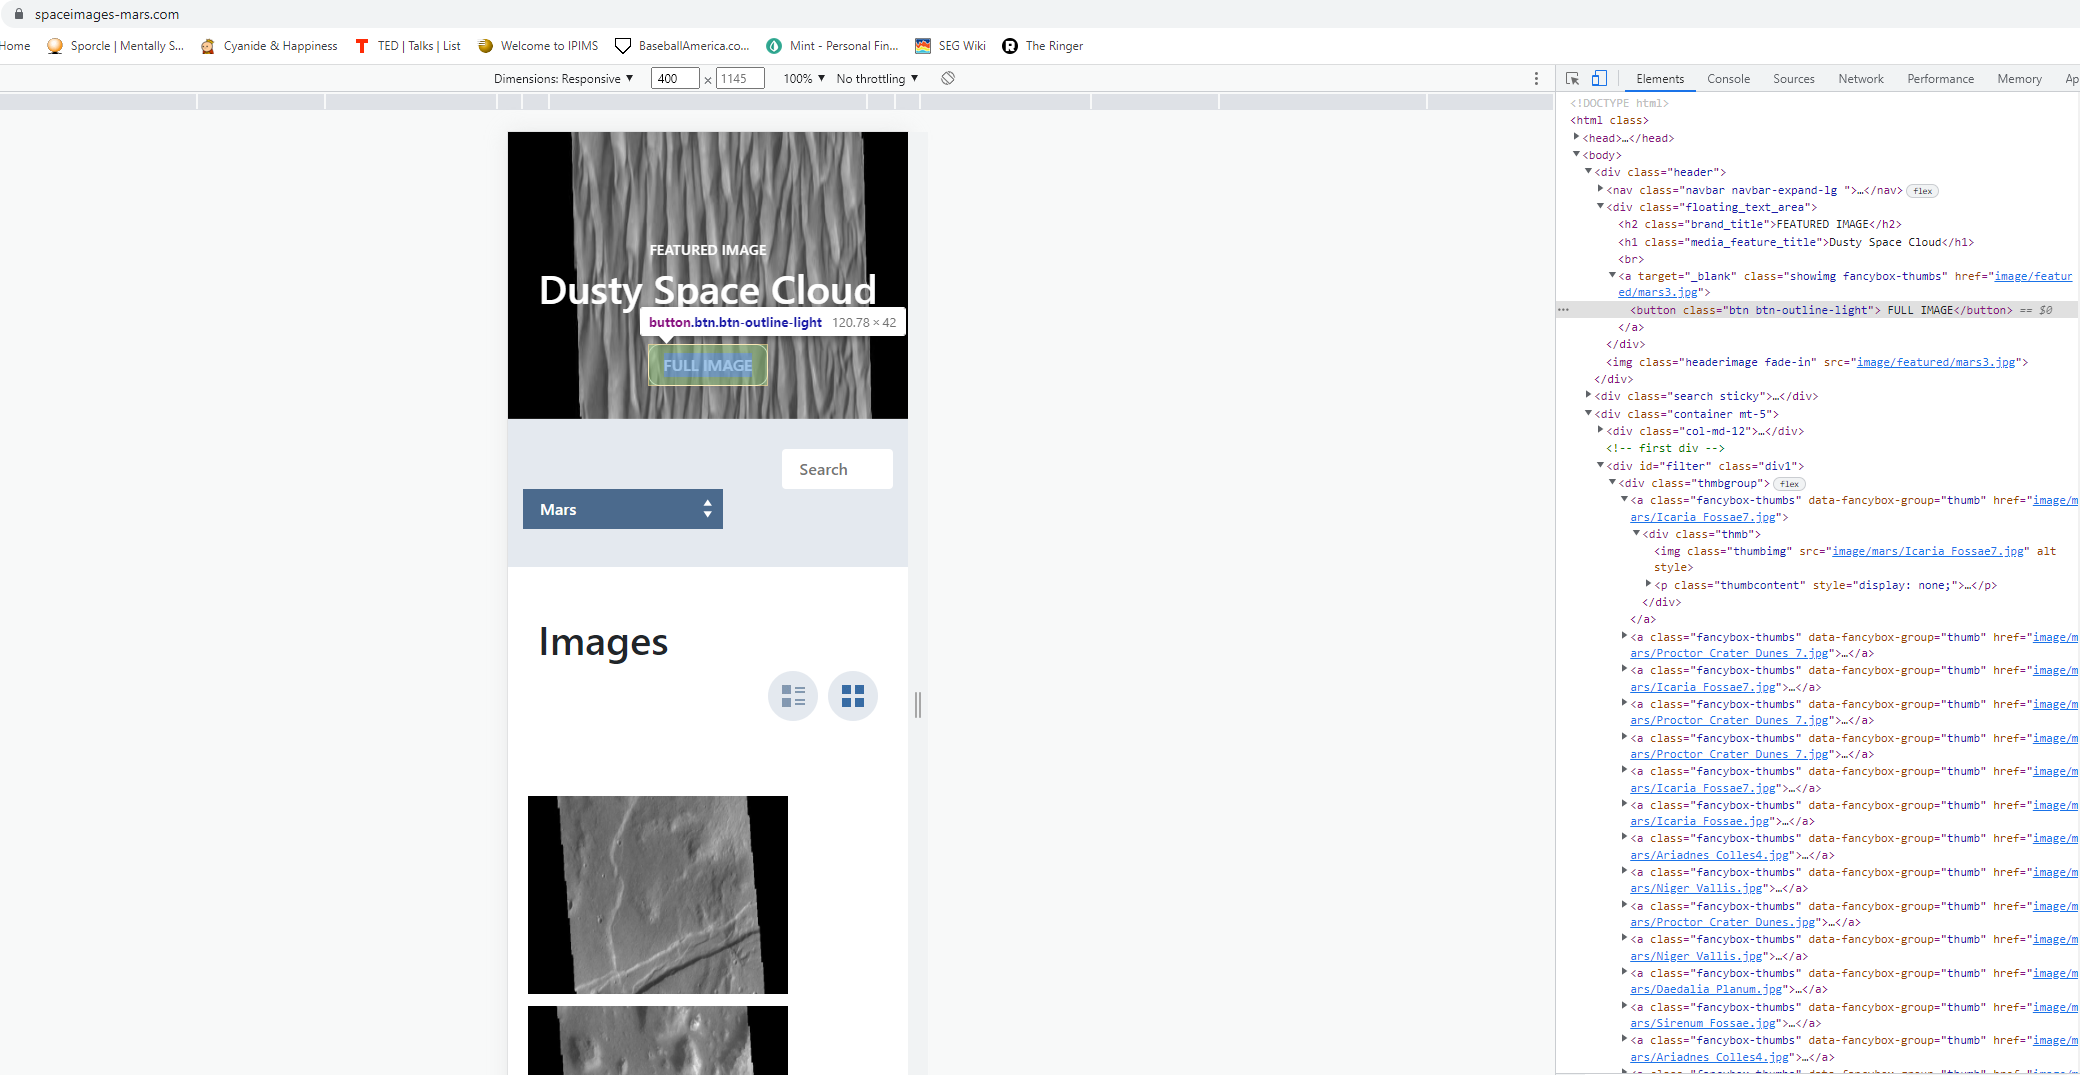 spaceimages-mars.com
Home Sporcle | Mentally S... Cyanide & Happiness TED | Talks | List Welcome to IPIMS BaseballAmerica.co... Mint - Personal Fin... SEG Wiki The Ringer
Dimensions: Responsive ▼ 400 × 1145 100% ▼ No throttling ▼
Elements Console Sources Network Performance Memory Ap
FEATURED IMAGE
Dusty Space Cloud
button.btn.btn-outline-light 120.78 × 42
FULL IMAGE
Search
Mars
Images
<!DOCTYPE html>
<html class>
<head>…</head>
<body>
<div class="header">
<nav class="navbar navbar-expand-lg ">…</nav> flex
<div class="floating_text_area">
<h2 class="brand_title">FEATURED IMAGE</h2>
<h1 class="media_feature_title">Dusty Space Cloud</h1>
<br>
<a target="_blank" class="showimg fancybox-thumbs" href="image/featur
ed/mars3.jpg">
<button class="btn btn-outline-light"> FULL IMAGE</button> == $0
</a>
</div>
<img class="headerimage fade-in" src="image/featured/mars3.jpg">
</div>
<div class="search sticky">…</div>
<div class="container mt-5">
<div class="col-md-12">…</div>
<!-- first div -->
<div id="filter" class="div1">
<div class="thmbgroup"> flex
<a class="fancybox-thumbs" data-fancybox-group="thumb" href="image/m
ars/Icaria Fossae7.jpg">
<div class="thmb">
<img class="thumbimg" src="image/mars/Icaria Fossae7.jpg" alt
style>
<p class="thumbcontent" style="display: none;">…</p>
</div>
</a>
<a class="fancybox-thumbs" data-fancybox-group="thumb" href="image/m
ars/Proctor Crater Dunes 7.jpg">…</a>
<a class="fancybox-thumbs" data-fancybox-group="thumb" href="image/m
ars/Icaria Fossae7.jpg">…</a>
<a class="fancybox-thumbs" data-fancybox-group="thumb" href="image/m
ars/Proctor Crater Dunes 7.jpg">…</a>
<a class="fancybox-thumbs" data-fancybox-group="thumb" href="image/m
ars/Proctor Crater Dunes 7.jpg">…</a>
<a class="fancybox-thumbs" data-fancybox-group="thumb" href="image/m
ars/Icaria Fossae7.jpg">…</a>
<a class="fancybox-thumbs" data-fancybox-group="thumb" href="image/m
ars/Icaria Fossae.jpg">…</a>
<a class="fancybox-thumbs" data-fancybox-group="thumb" href="image/m
ars/Ariadnes Colles4.jpg">…</a>
<a class="fancybox-thumbs" data-fancybox-group="thumb" href="image/m
ars/Niger Vallis.jpg">…</a>
<a class="fancybox-thumbs" data-fancybox-group="thumb" href="image/m
ars/Proctor Crater Dunes.jpg">…</a>
<a class="fancybox-thumbs" data-fancybox-group="thumb" href="image/m
ars/Niger Vallis.jpg">…</a>
<a class="fancybox-thumbs" data-fancybox-group="thumb" href="image/m
ars/Daedalia Planum.jpg">…</a>
<a class="fancybox-thumbs" data-fancybox-group="thumb" href="image/m
ars/Sirenum Fossae.jpg">…</a>
<a class="fancybox-thumbs" data-fancybox-group="thumb" href="image/m
ars/Ariadnes Colles4.jpg">…</a>